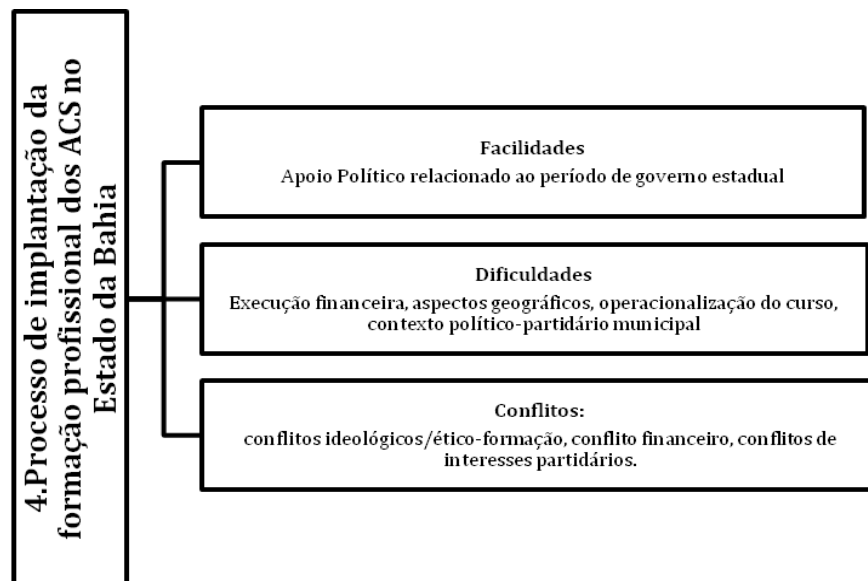 4.Processo de implantação da
formação profissional dos ACS no
Estado da Bahia
Facilidades
Apoio Político relacionado ao período de governo estadual
Dificuldades
Execução financeira, aspectos geográficos, operacionalização do curso,
contexto político-partidário municipal
Conflitos:
conflitos ideológicos/ético-formação, conflito financeiro, conflitos de
interesses partidários.